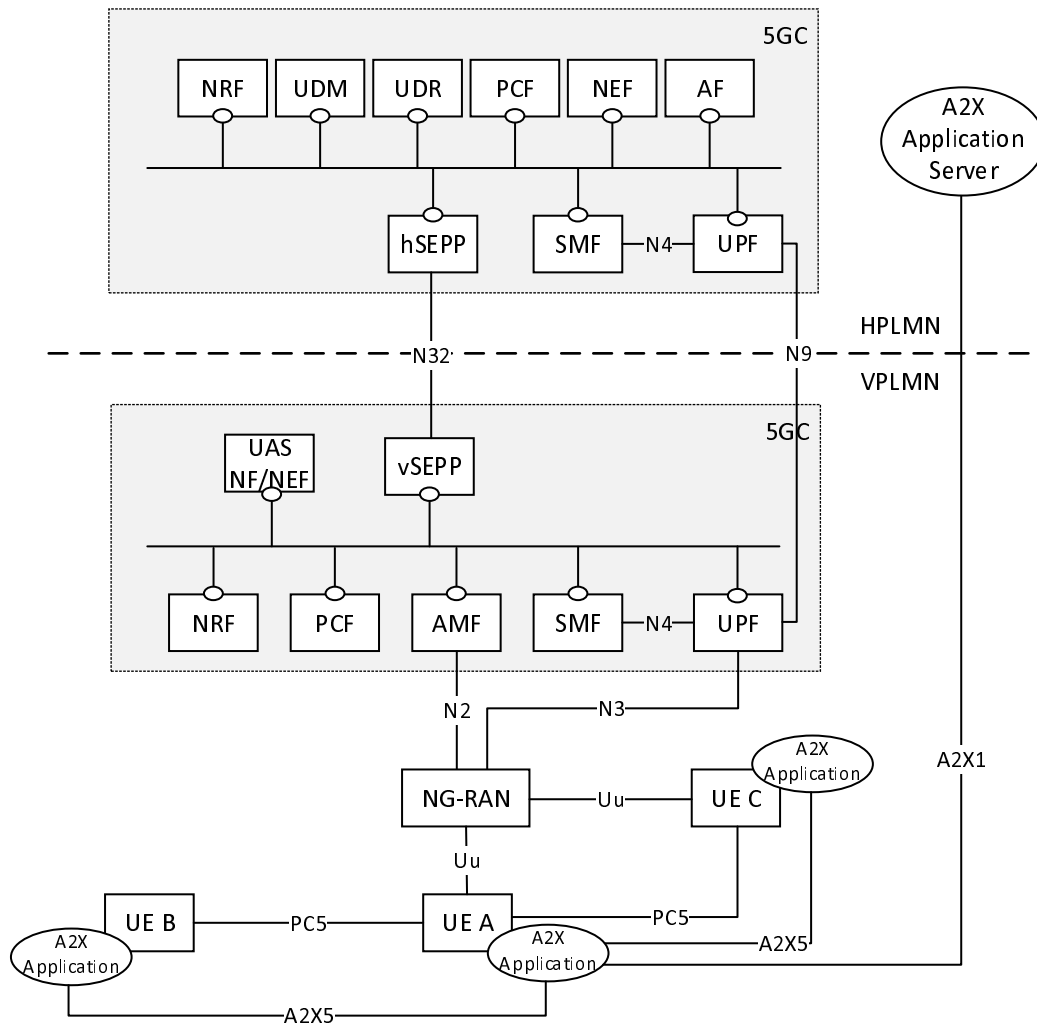 5GC
NRF
UDM
UDR
PCF
NEF
AF
A2X
Application
Server
hSEPP
SMF
N4
UPF
HPLMN
N32
N9
VPLMN
5GC
UAS
NF/NEF
vSEPP
NRF
PCF
AMF
SMF
N4
UPF
N2
N3
A2X
Application
A2X1
NG-RAN
Uu
UE C
Uu
UE B
PC5
UE A
PC5
A2X
Application
A2X
Application
A2X5
A2X5